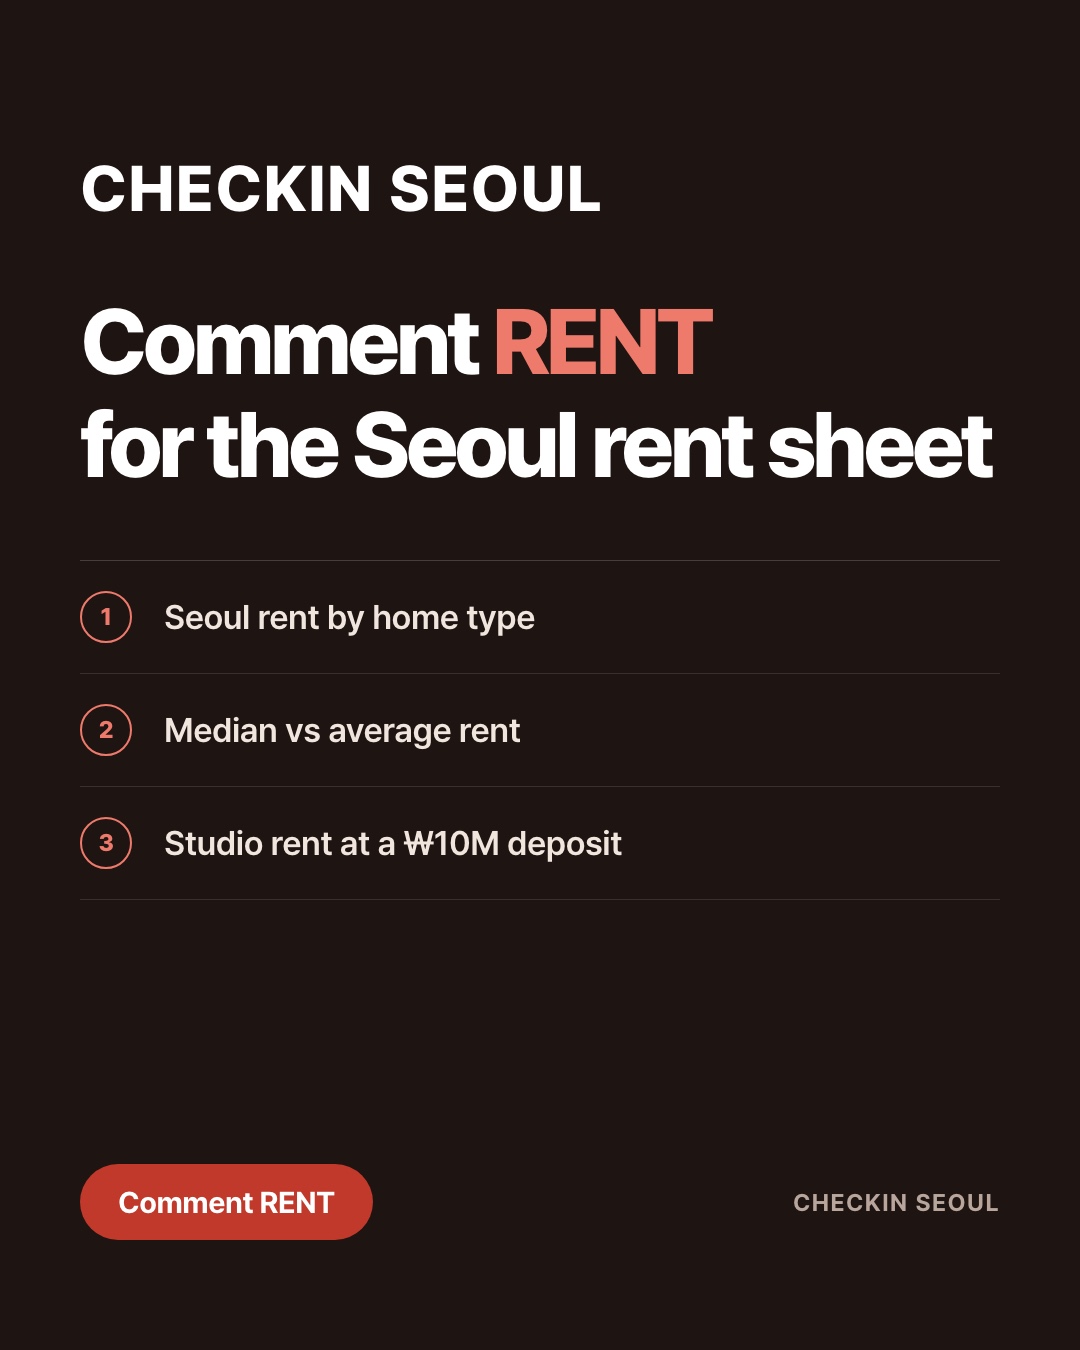 CHECKIN SEOUL
Comment RENT
for the Seoul rent sheet
1 Seoul rent by home type
2 Median vs average rent
3 Studio rent at a ₩10M deposit
Comment RENT
CHECKIN SEOUL